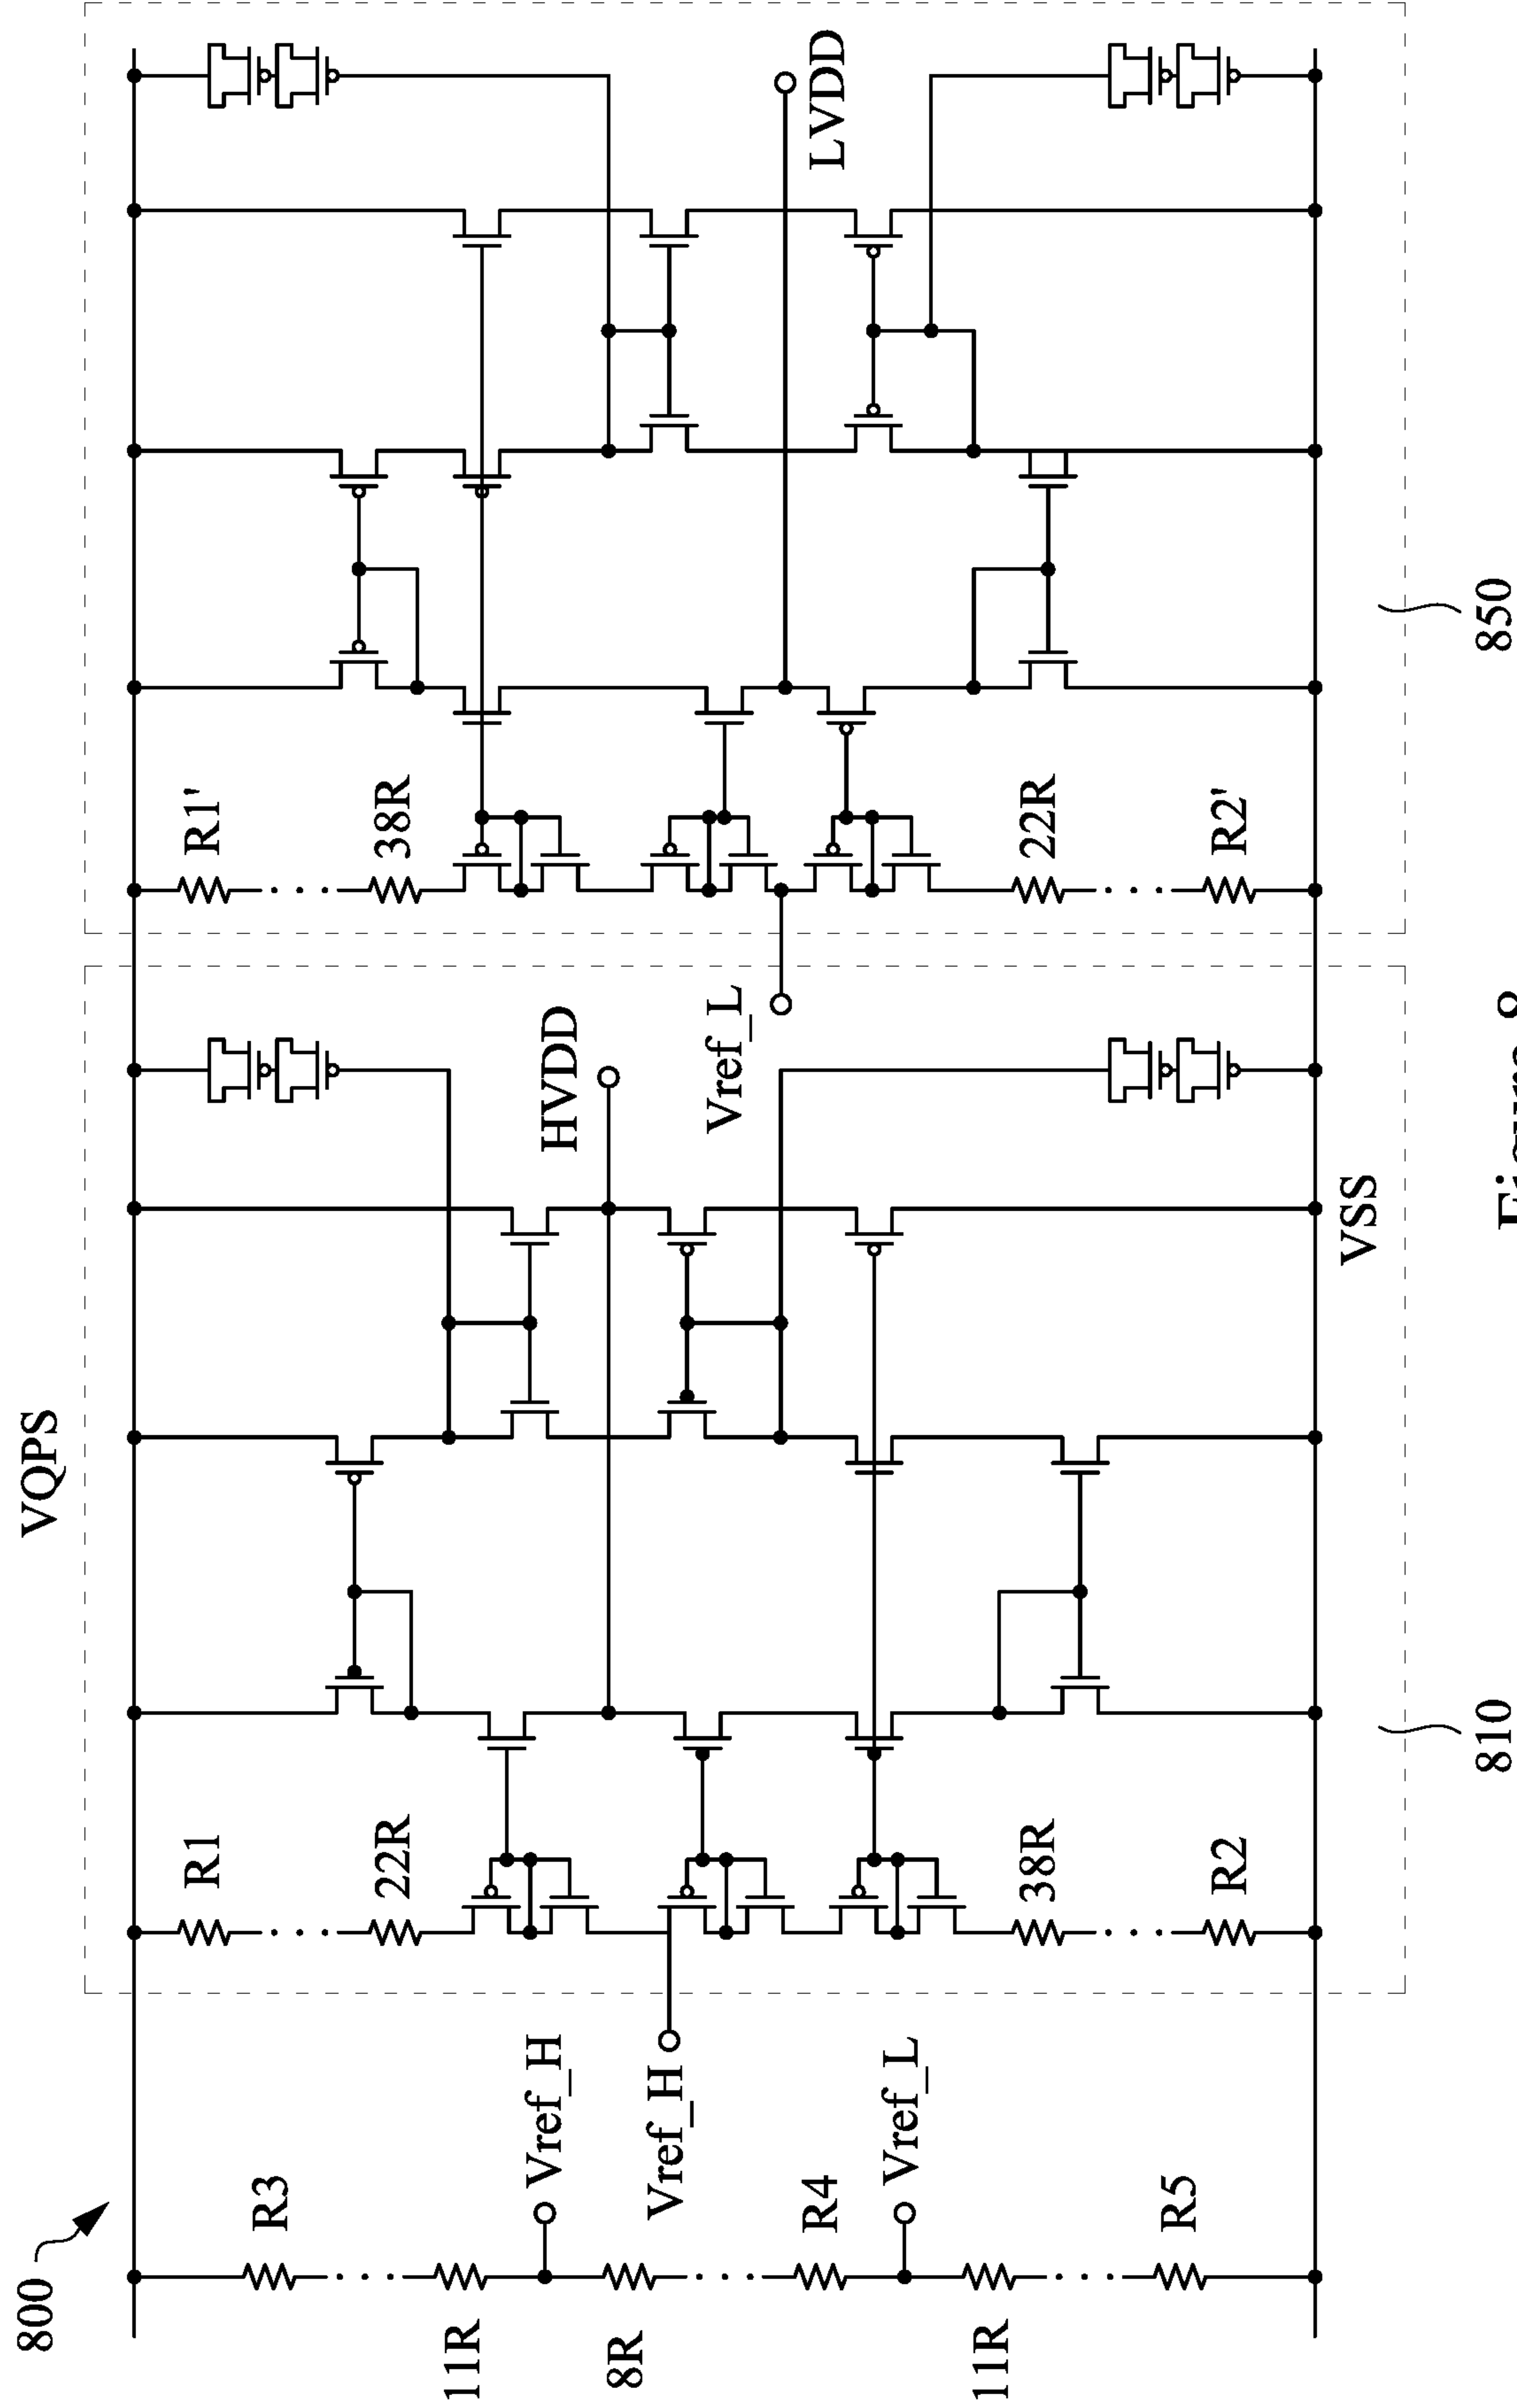 800
VQPS
R3
11R
Vref_H
8R
R4
Vref_L
11R
R5
R1
22R
Vref_H
38R
R2
810
HVDD
Vref_L
VSS
R1'
38R
22R
R2'
LVDD
850